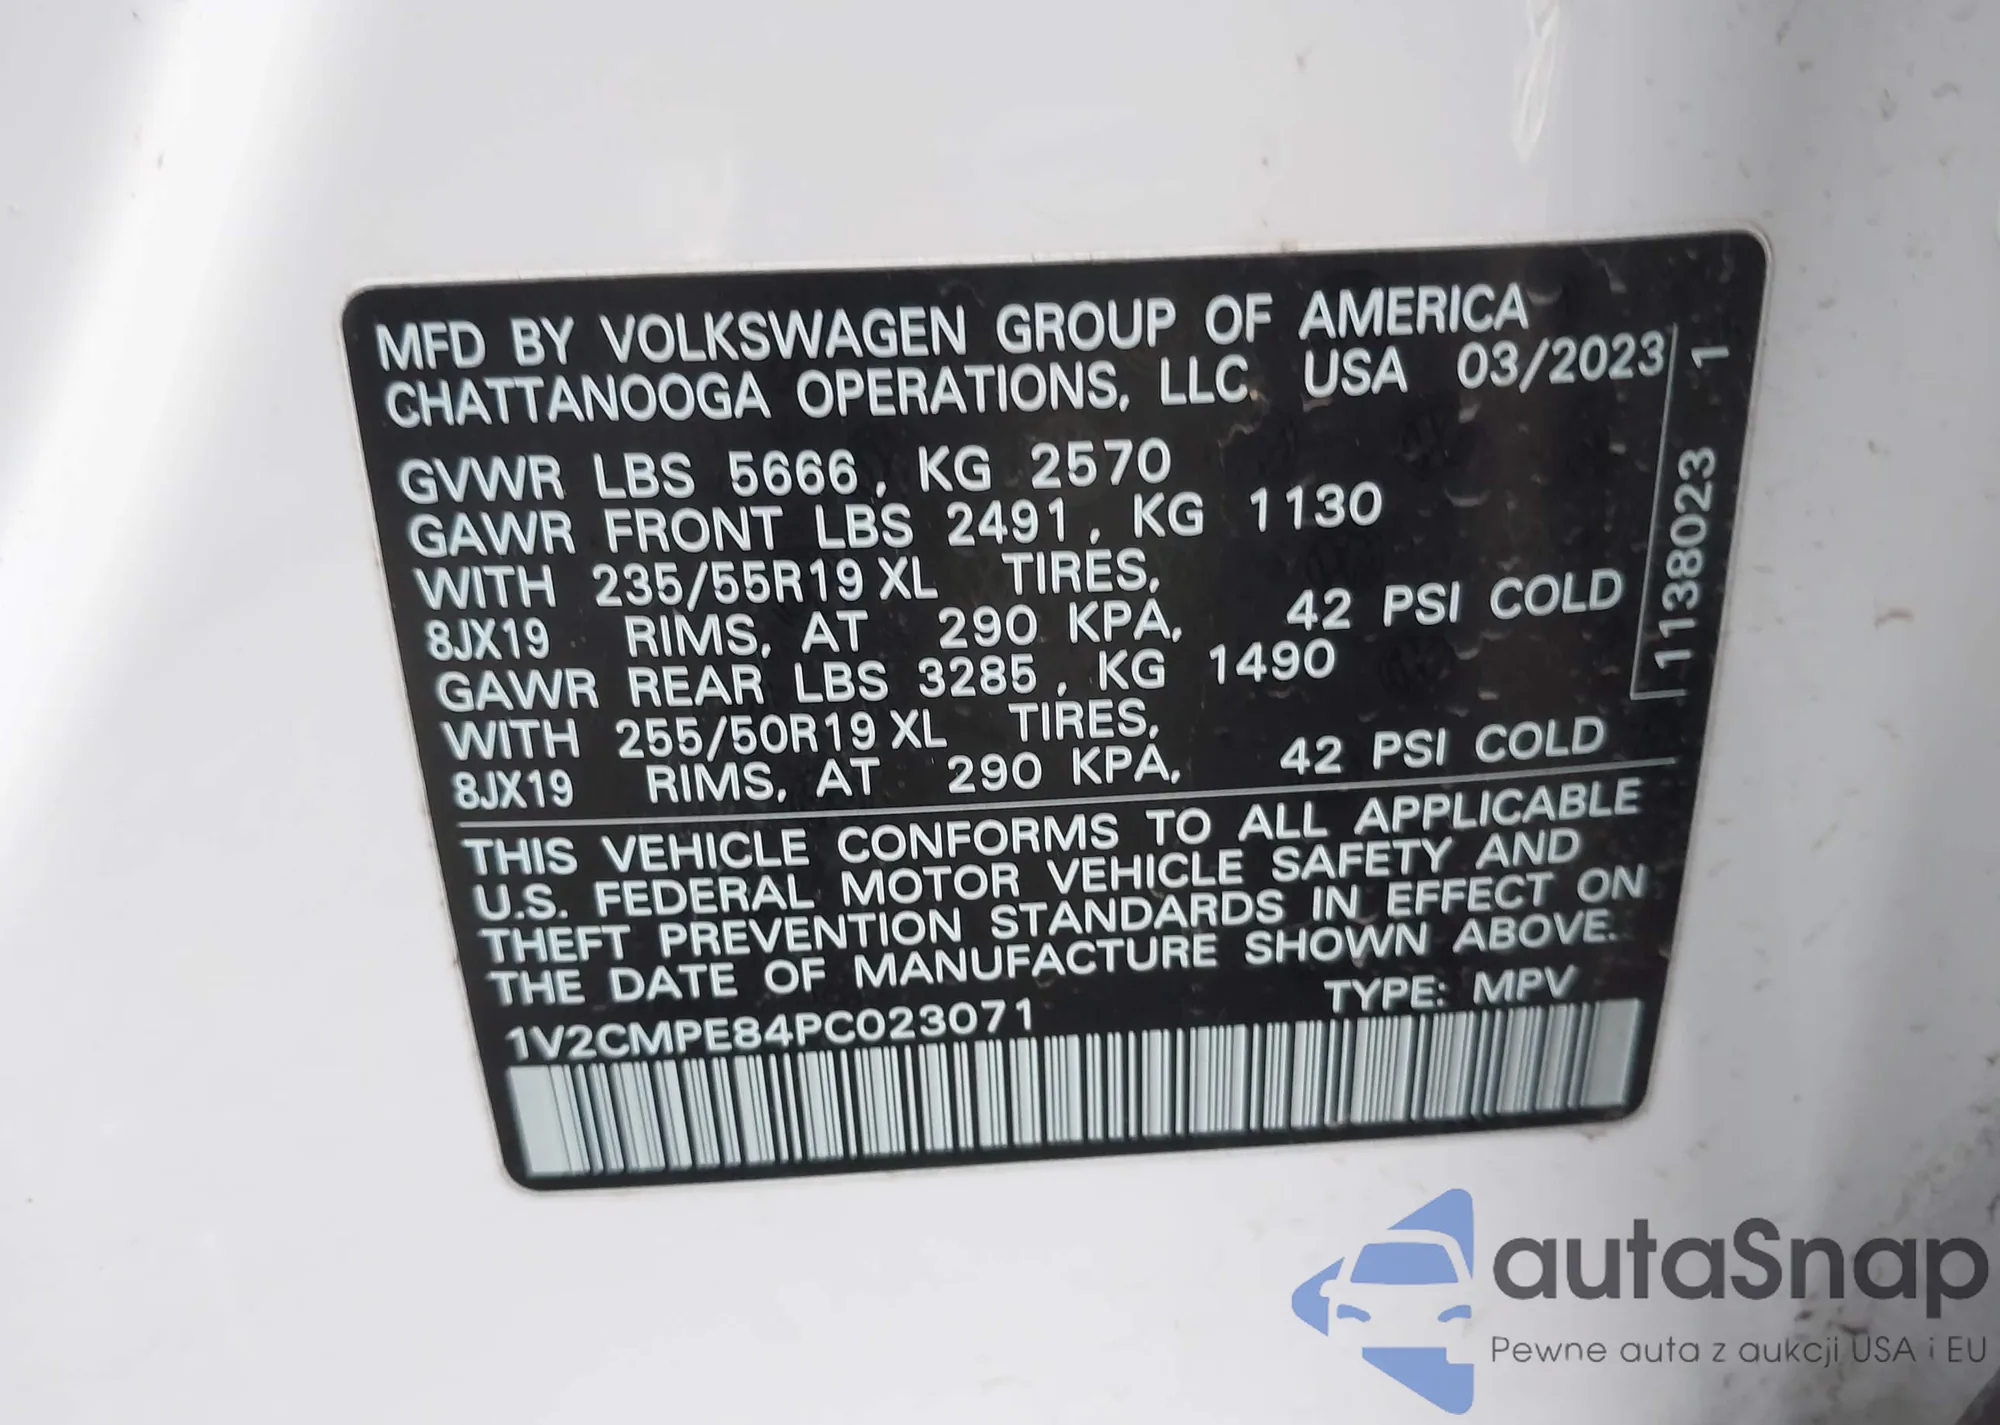 MFD BY VOLKSWAGEN GROUP OF AMERICA
CHATTANOOGA OPERATIONS, LLC, USA 03/2023
GVWR LBS 5666, KG 2570
GAWR FRONT LBS 2491, KG 1130
WITH 235/55R19 XL TIRES,
8JX19 RIMS, AT 290 KPA, 42 PSI COLD
GAWR REAR LBS 3285, KG 1490
WITH 255/50R19 XL TIRES,
8JX19 RIMS, AT 290 KPA, 42 PSI COLD
1138023 1
THIS VEHICLE CONFORMS TO ALL APPLICABLE
U.S. FEDERAL MOTOR VEHICLE SAFETY AND
THEFT PREVENTION STANDARDS IN EFFECT ON
THE DATE OF MANUFACTURE SHOWN ABOVE.
1V2CMPE84PC023071 TYPE: MPV
autaSnap
Pewne auta z aukcji USA i EU